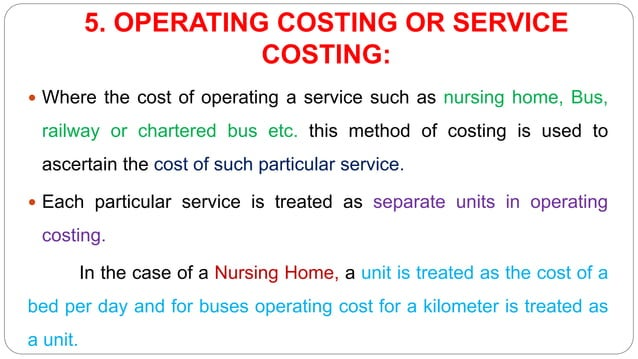 5. OPERATING COSTING OR SERVICE
COSTING:
Where the cost of operating a service such as nursing home, Bus,
railway or chartered bus etc. this method of costing is used to
ascertain the cost of such particular service.
Each particular service is treated as separate units in operating
costing.
In the case of a Nursing Home, a unit is treated as the cost of a
bed per day and for buses operating cost for a kilometer is treated as
a unit.